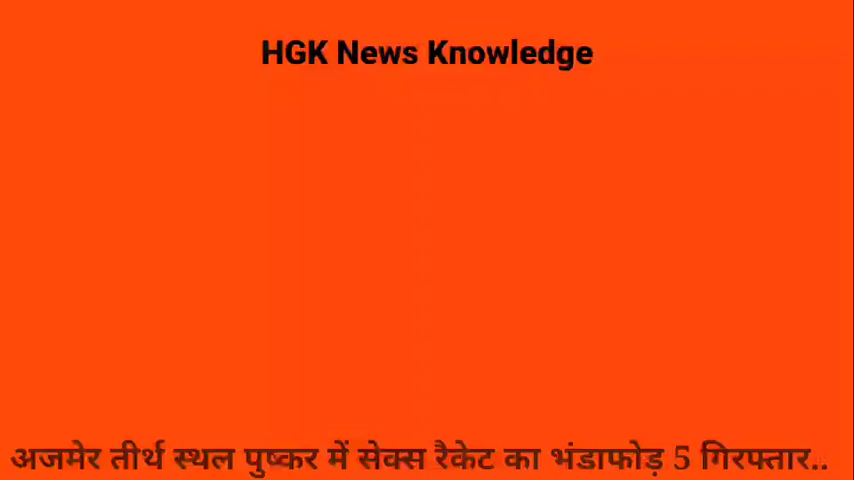 HGK News Knowledge
अजमेर तीर्थ स्थल पुष्कर में सेक्स रैकेट का भंडाफोड़ 5 गिरफ्तार..